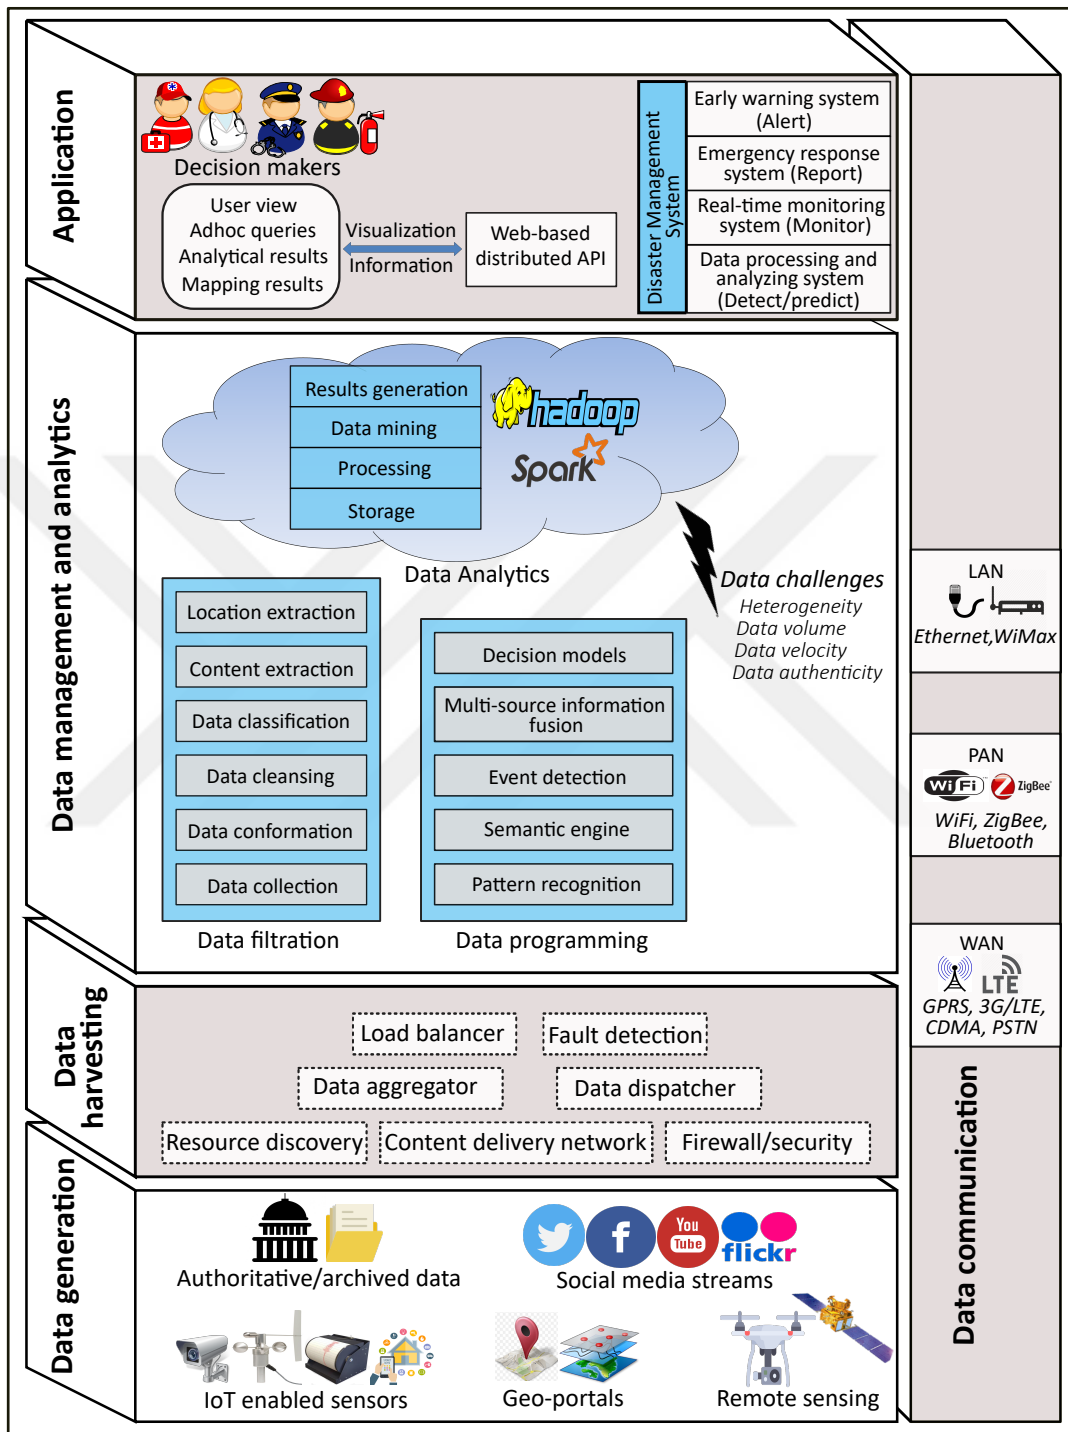 Application
Decision makers
User view
Adhoc queries
Analytical results
Mapping results
Visualization
Information
Web-based
distributed API
Disaster Management
System
Early warning system
(Alert)
Emergency response
system (Report)
Real-time monitoring
system (Monitor)
Data processing and
analyzing system
(Detect/predict)
Data management and analytics
Results generation
Data mining
Processing
Storage
hadoop
Spark
Data Analytics
Data challenges
Heterogeneity
Data volume
Data velocity
Data authenticity
Location extraction
Content extraction
Data classification
Data cleansing
Data conformation
Data collection
Data filtration
Decision models
Multi-source information
fusion
Event detection
Semantic engine
Pattern recognition
Data programming
Data
harvesting
Load balancer
Fault detection
Data aggregator
Data dispatcher
Resource discovery
Content delivery network
Firewall/security
Data generation
Authoritative/archived data
You
Tube
flickr
Social media streams
IoT enabled sensors
Geo-portals
Remote sensing
LAN
Ethernet,WiMax
PAN
WiFi
ZigBee
WiFi, ZigBee,
Bluetooth
WAN
LTE
GPRS, 3G/LTE,
CDMA, PSTN
Data communication